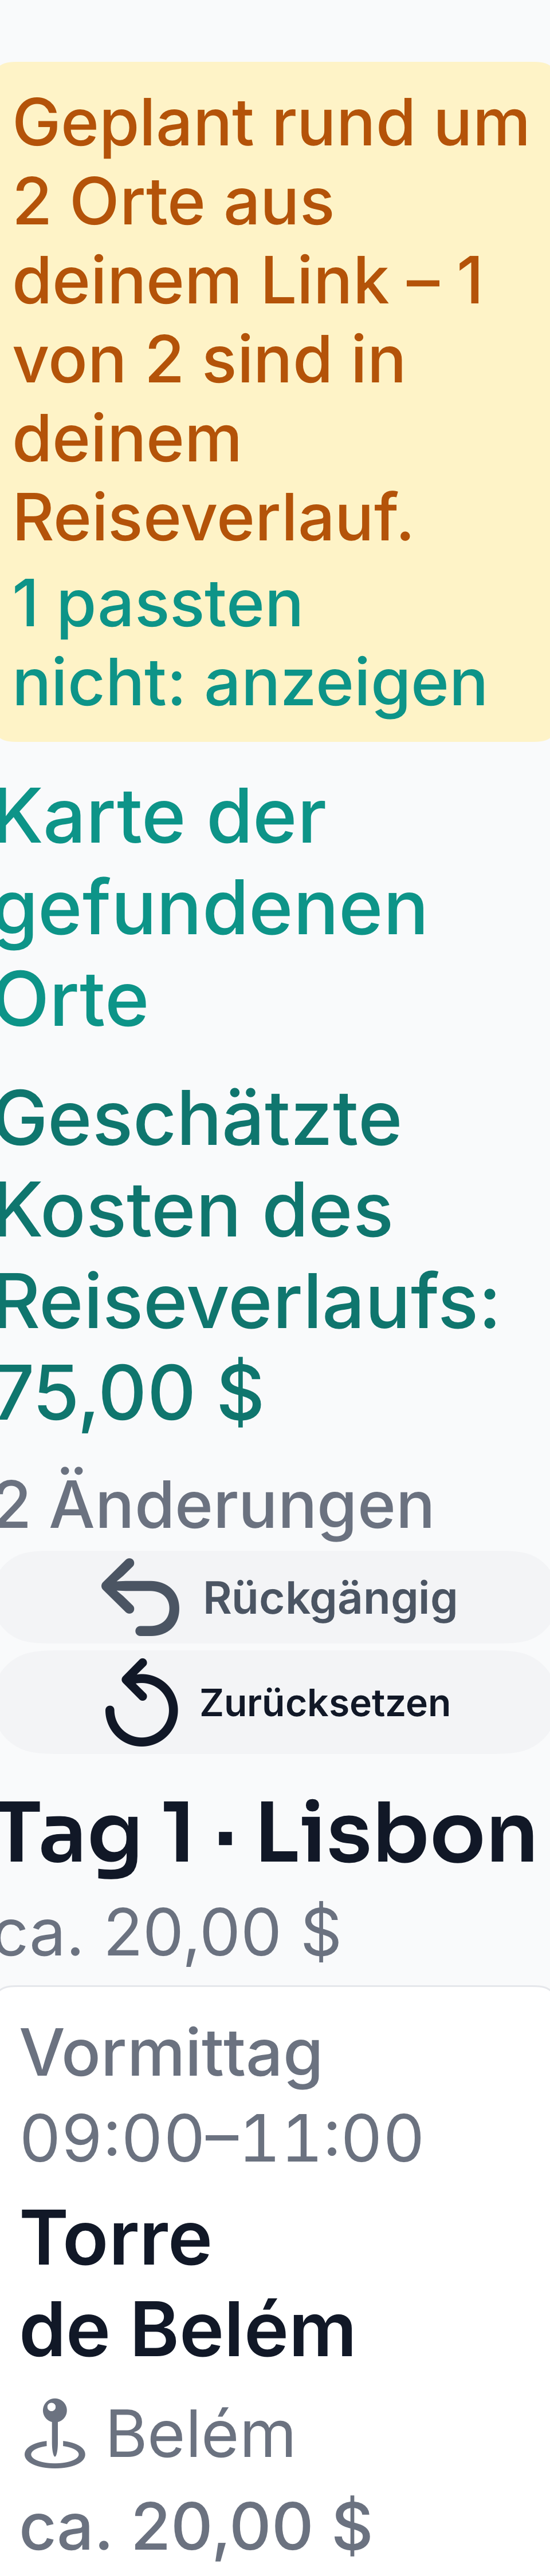 Geplant rund um
2 Orte aus
deinem Link – 1
von 2 sind in
deinem
Reiseverlauf.
1 passten
nicht: anzeigen
Karte der
gefundenen
Orte
Geschätzte
Kosten des
Reiseverlaufs:
75,00 $
2 Änderungen
Rückgängig
Zurücksetzen
Tag 1 · Lisbon
ca. 20,00 $
Vormittag
09:00–11:00
Torre
de Belém
Belém
ca. 20,00 $